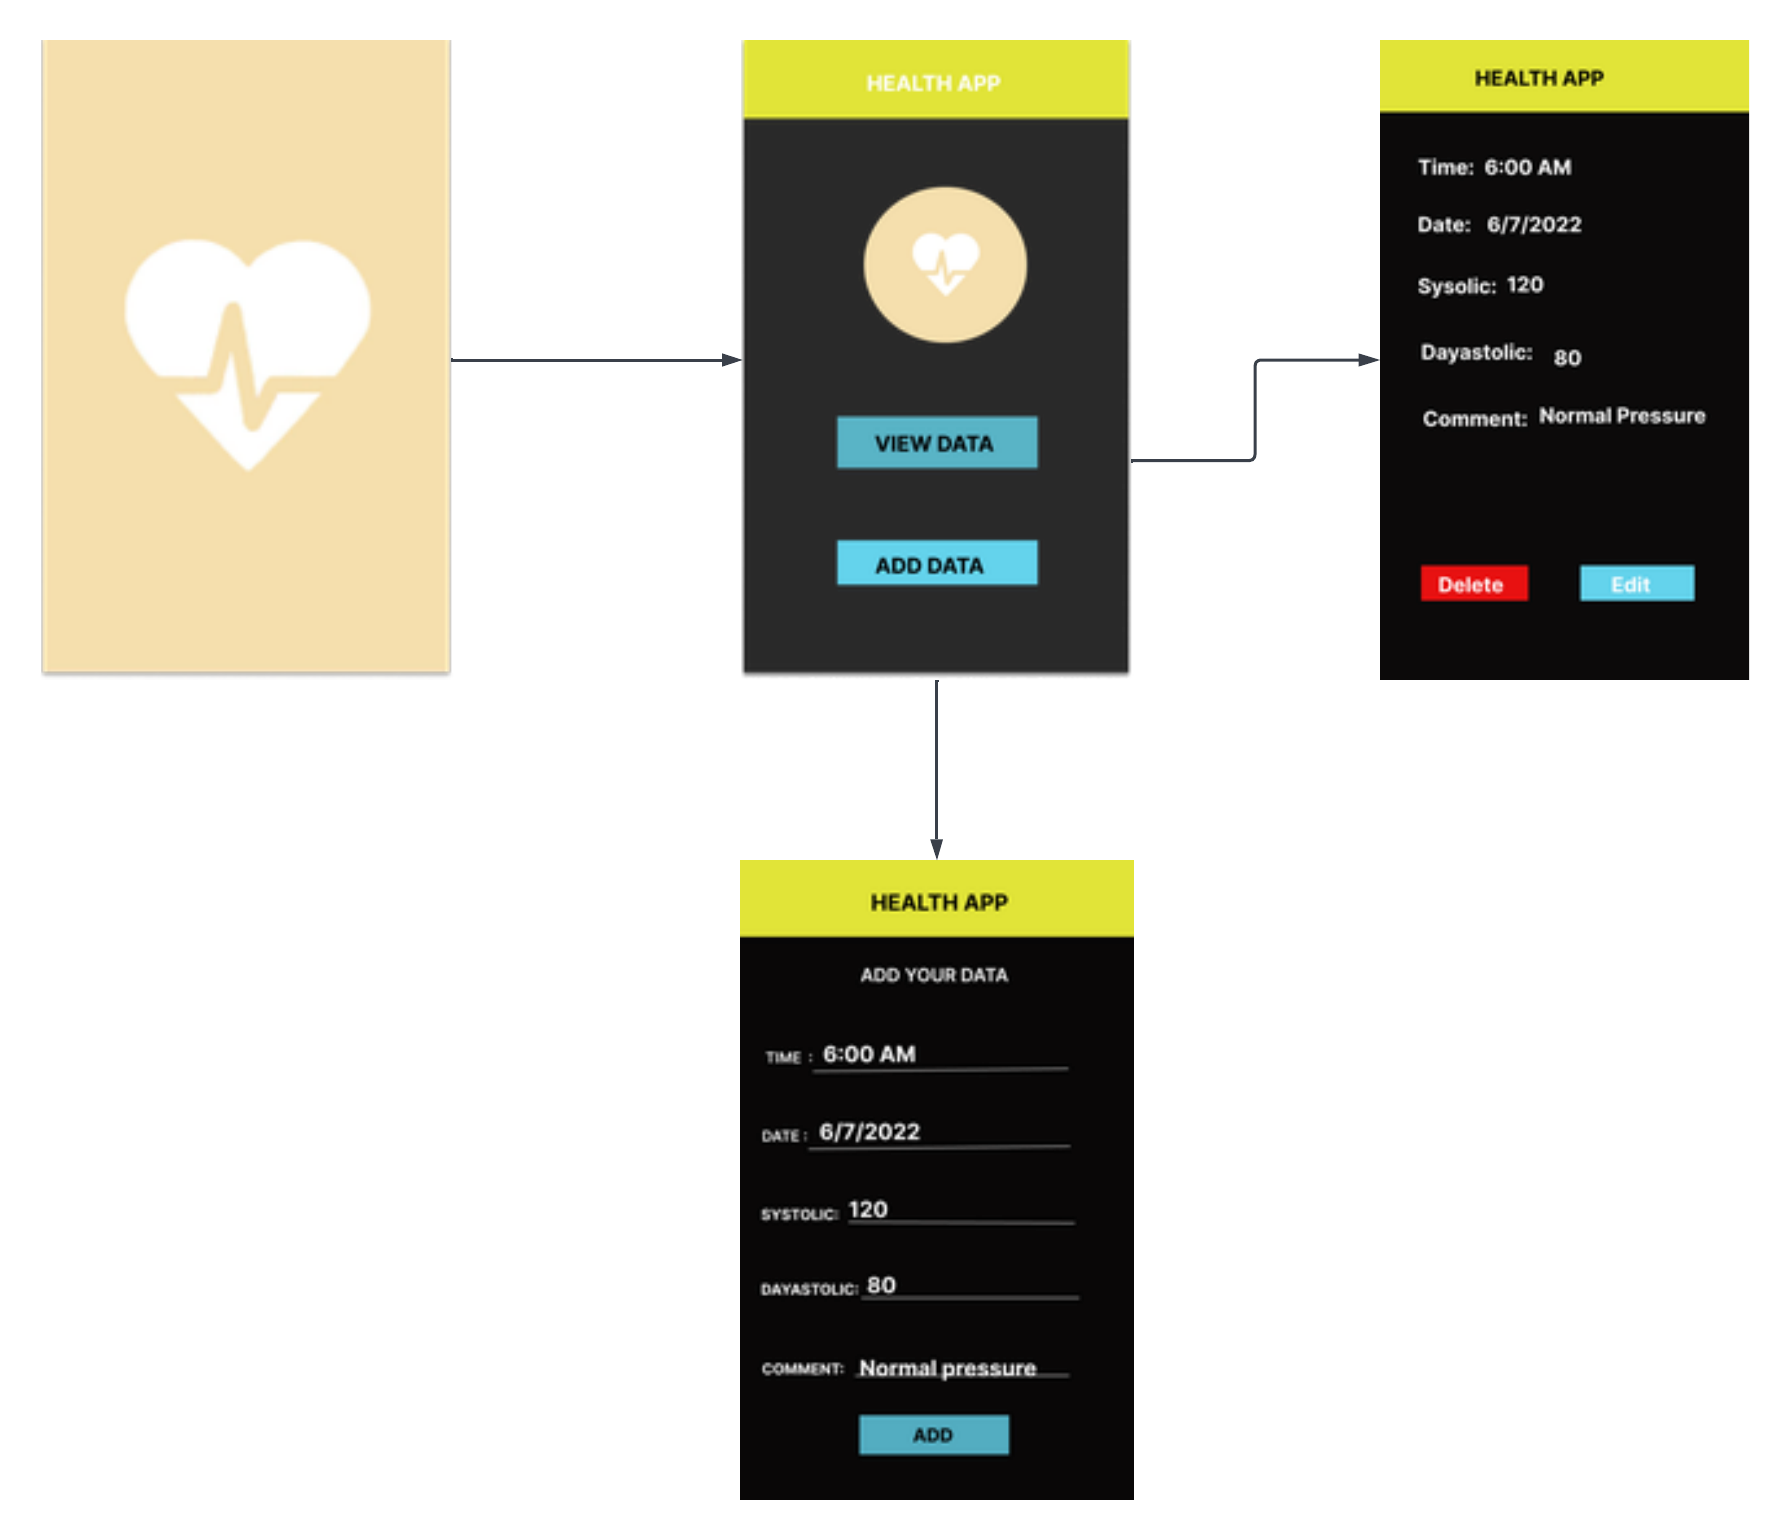 HEALTH APP
VIEW DATA
ADD DATA
HEALTH APP
Time: 6:00 AM
Date: 6/7/2022
Sysolic: 120
Dayastolic: 80
Comment: Normal Pressure
Delete Edit
HEALTH APP
ADD YOUR DATA
TIME : 6:00 AM
DATE : 6/7/2022
SYSTOLIC: 120
DAYASTOLIC: 80
COMMENT: Normal pressure
ADD